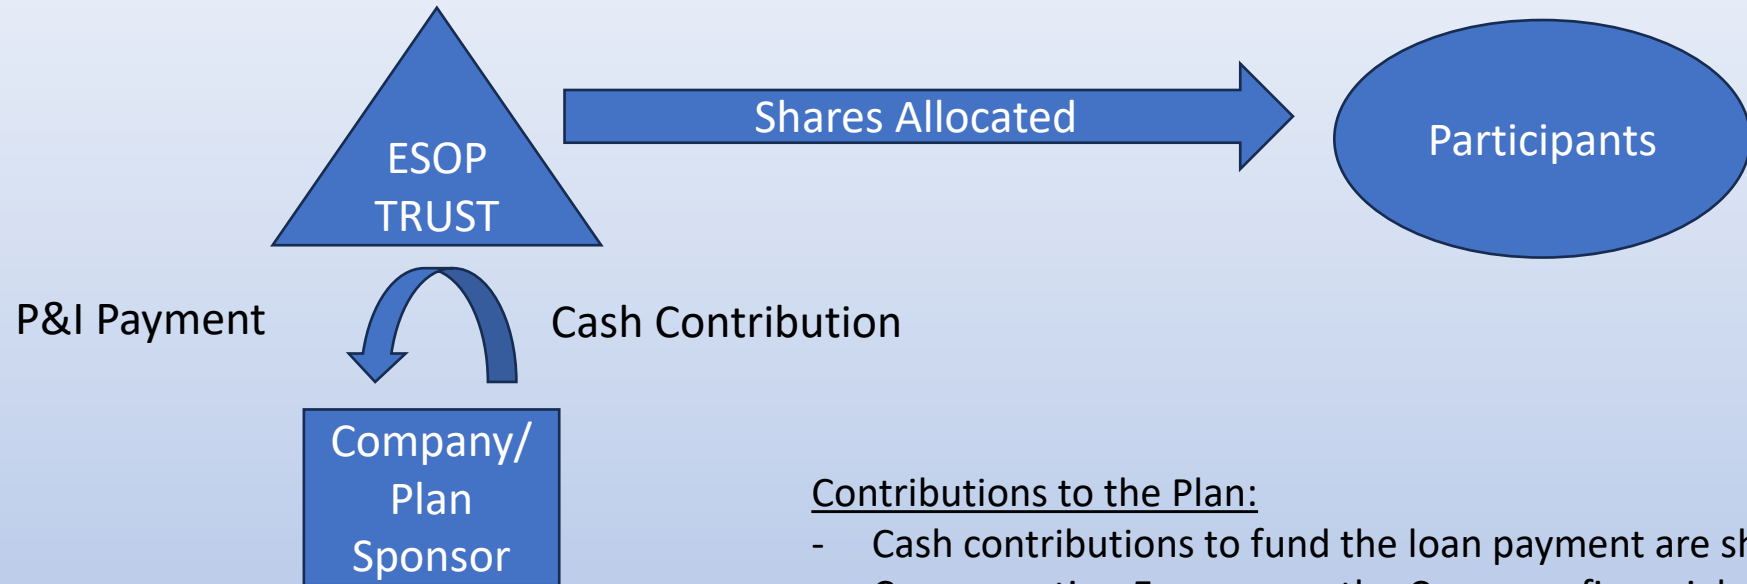 ESOP
TRUST
Shares Allocated
Participants
P&I Payment
Cash Contribution
Company/
Plan
Sponsor
Contributions to the Plan:
- Cash contributions to fund the loan payment are